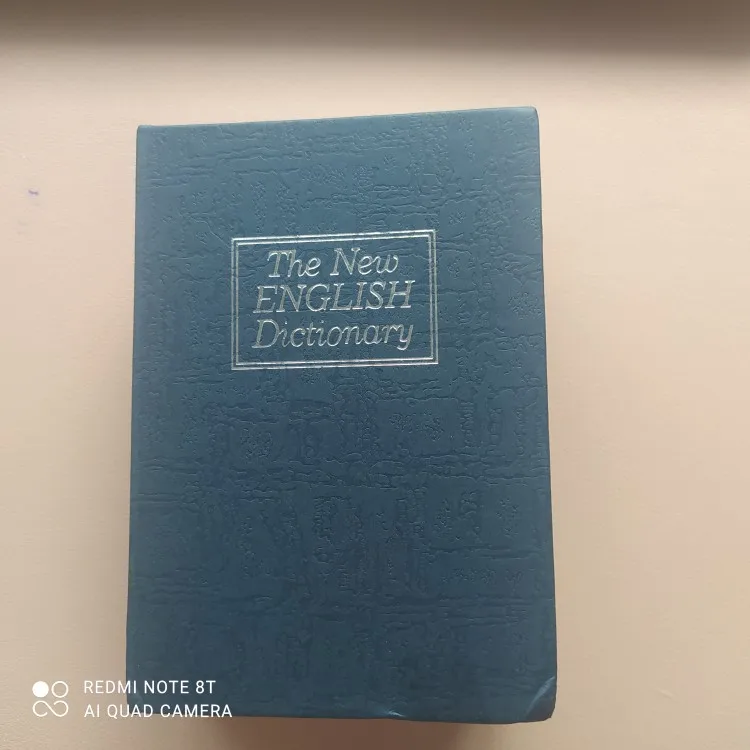 The New
ENGLISH
Dictionary
REDMI NOTE 8T
AI QUAD CAMERA